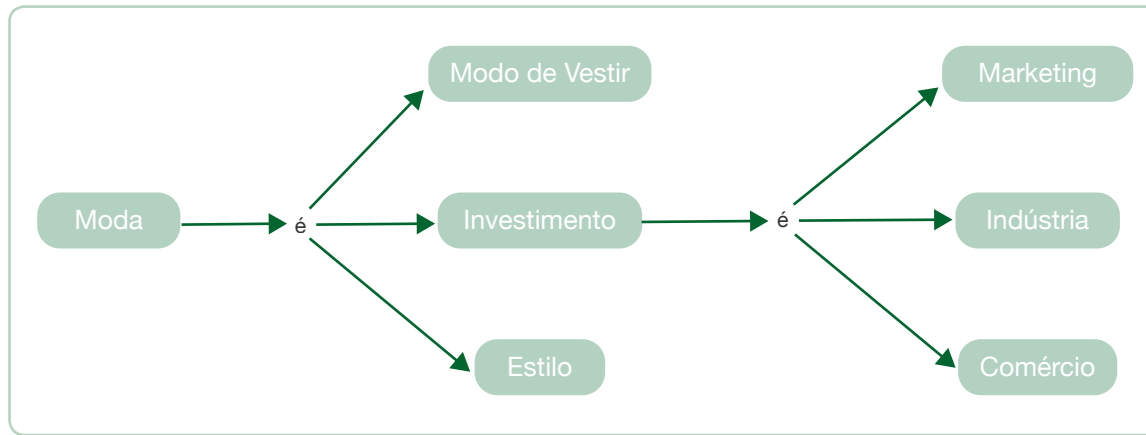 Modo de Vestir
Marketing
Moda
é
Investimento
é
Indústria
Estilo
Comércio